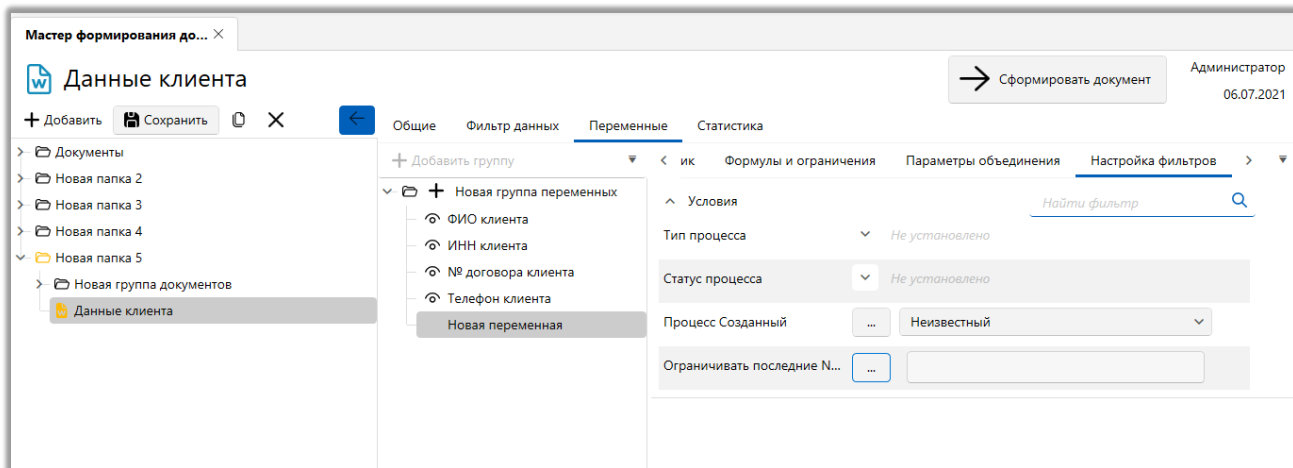 Мастер формирования до...
Данные клиента
Сформировать документ
Администратор
06.07.2021
Добавить Сохранить
Общие Фильтр данных Переменные Статистика
Документы
Новая папка 2
Новая папка 3
Новая папка 4
Новая папка 5
Новая группа документов
Данные клиента
Добавить группу
Новая группа переменных
ФИО клиента
ИНН клиента
№ договора клиента
Телефон клиента
Новая переменная
ик Формулы и ограничения Параметры объединения Настройка фильтров
Условия Найти фильтр
Тип процесса Не установлено
Статус процесса Не установлено
Процесс Созданный ... Неизвестный
Ограничивать последние N... ...